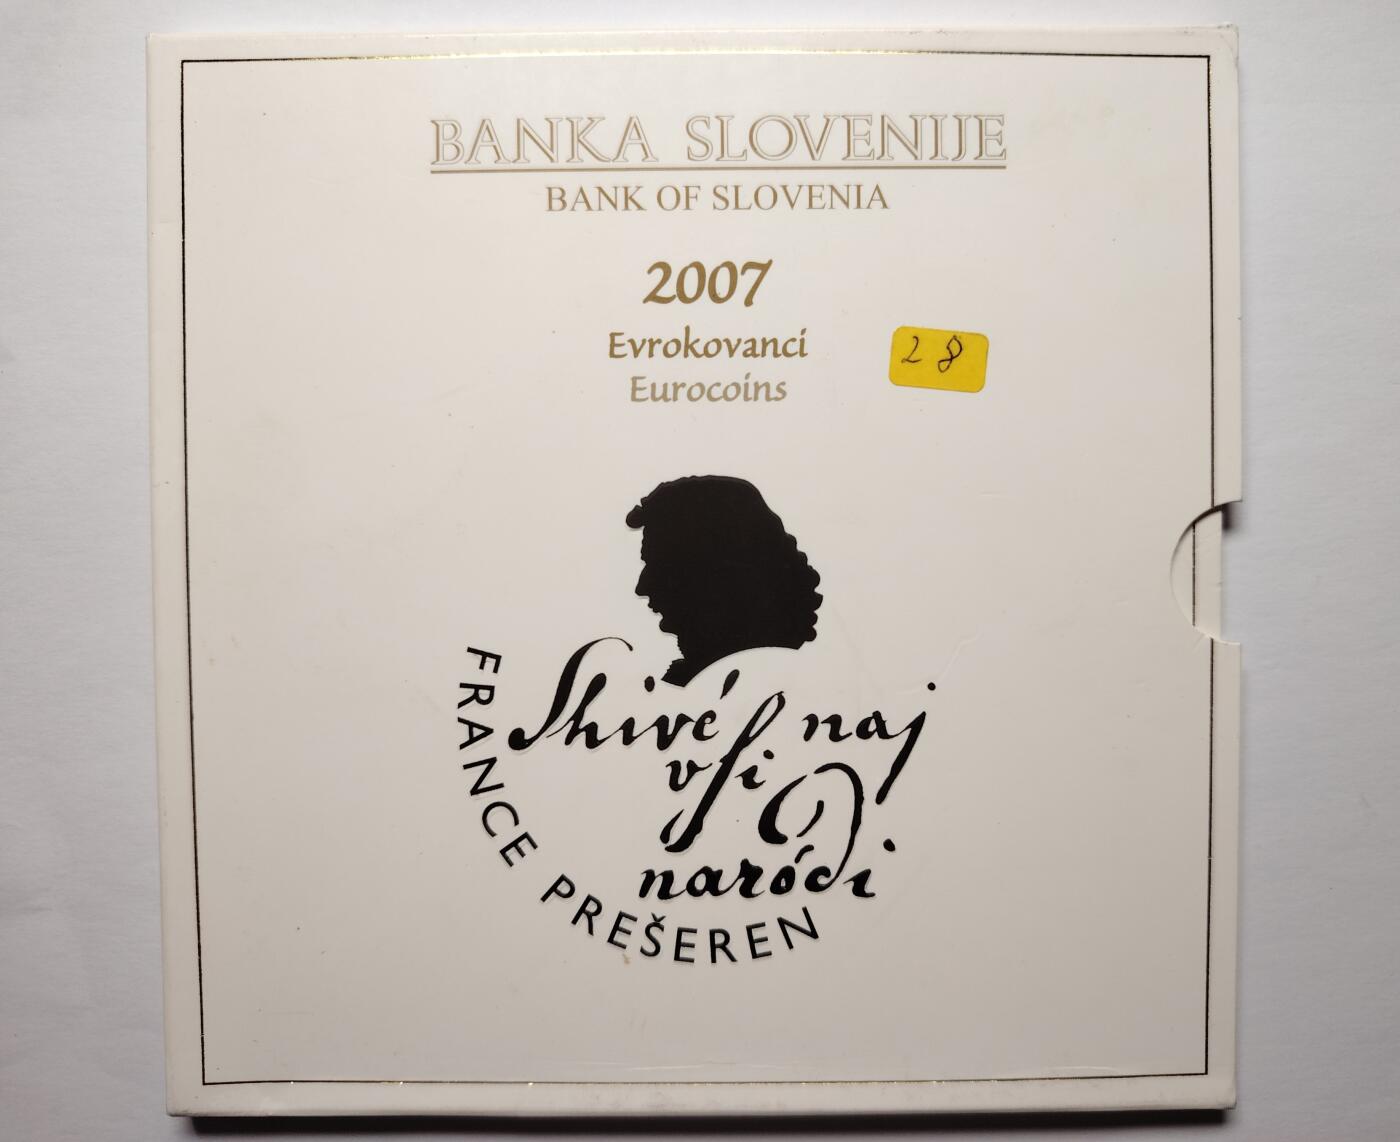 BANKA SLOVENIJE
BANK OF SLOVENIA
2007
Evrokovanci
Eurocoins
28
Shivé naj
vſi
naródi
FRANCE PREŠEREN